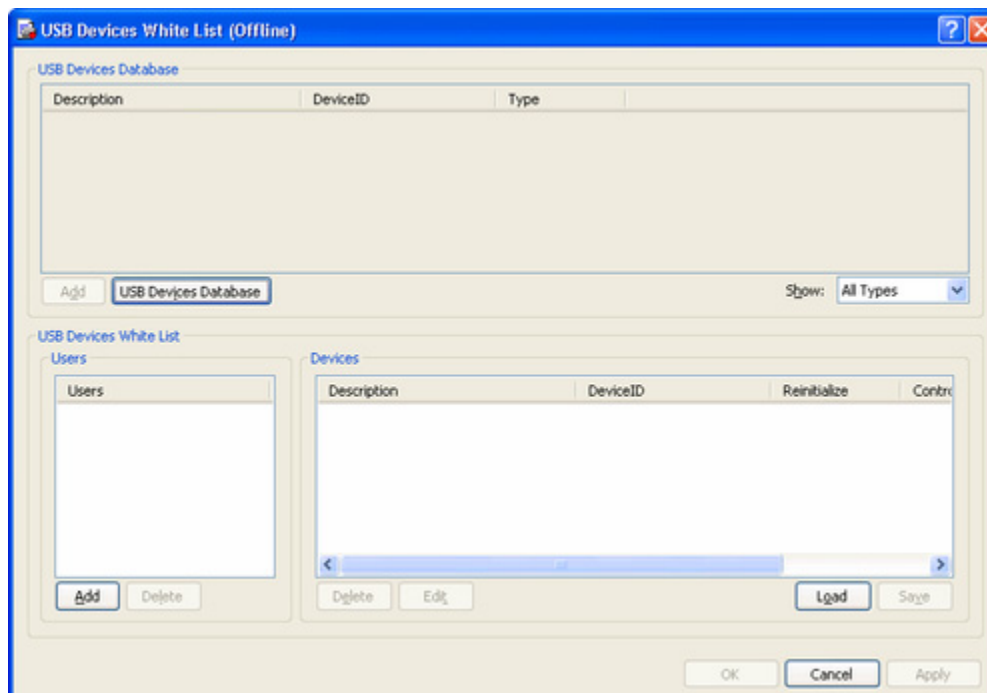 USB Devices White List (Offline)
USB Devices Database
Description DeviceID Type
Add USB Devices Database Show: All Types
USB Devices White List
Users Devices
Users Description DeviceID Reinitialize Contro
Add Delete Delete Edit Load Save
OK Cancel Apply